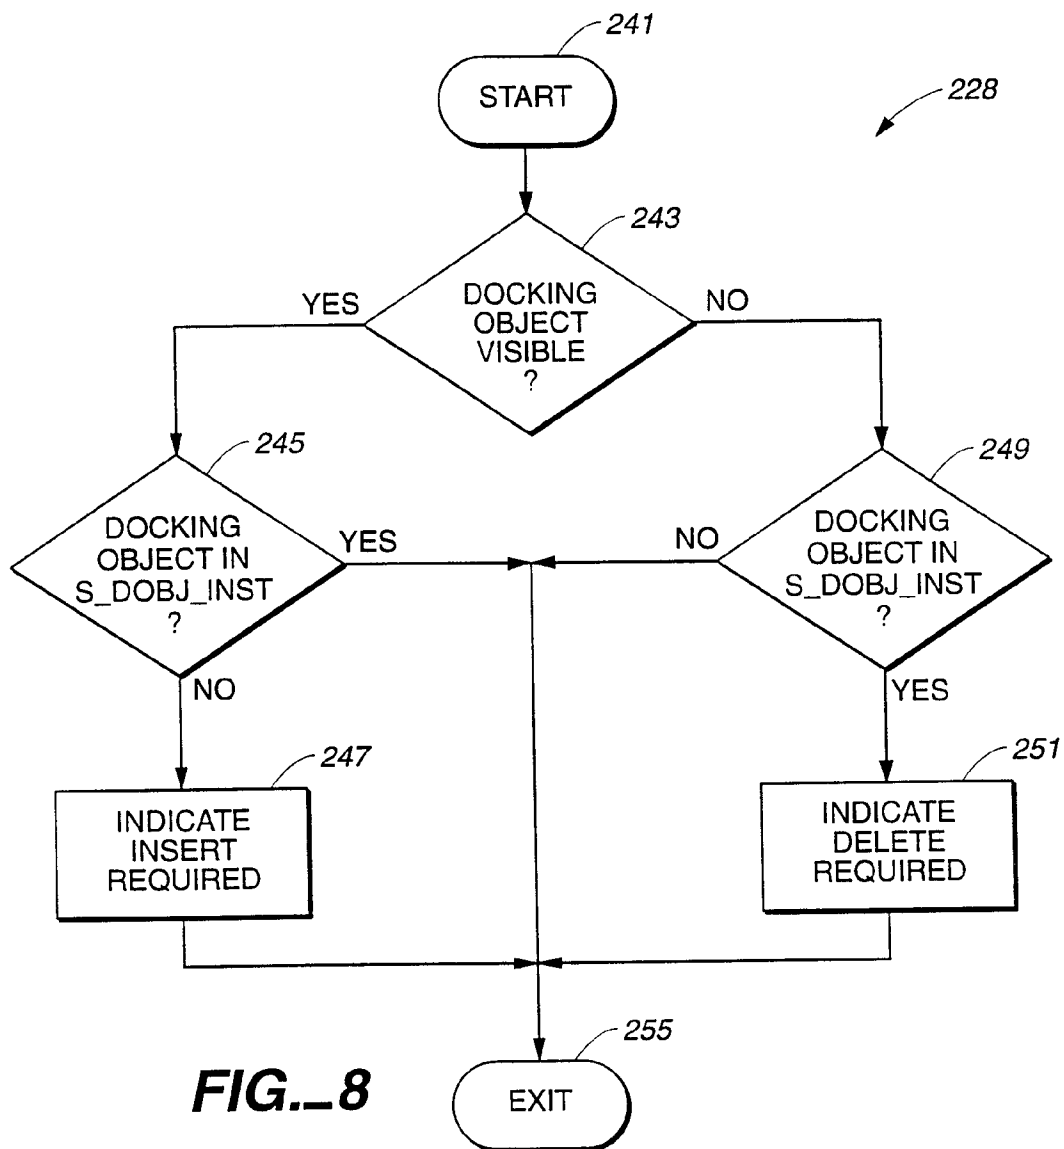 241
START
228
243
DOCKING
OBJECT
VISIBLE
?
YES
NO
245
DOCKING
OBJECT IN
S_DOBJ_INST
?
YES
NO
249
DOCKING
OBJECT IN
S_DOBJ_INST
?
NO
YES
247
INDICATE
INSERT
REQUIRED
251
INDICATE
DELETE
REQUIRED
255
EXIT
FIG._8